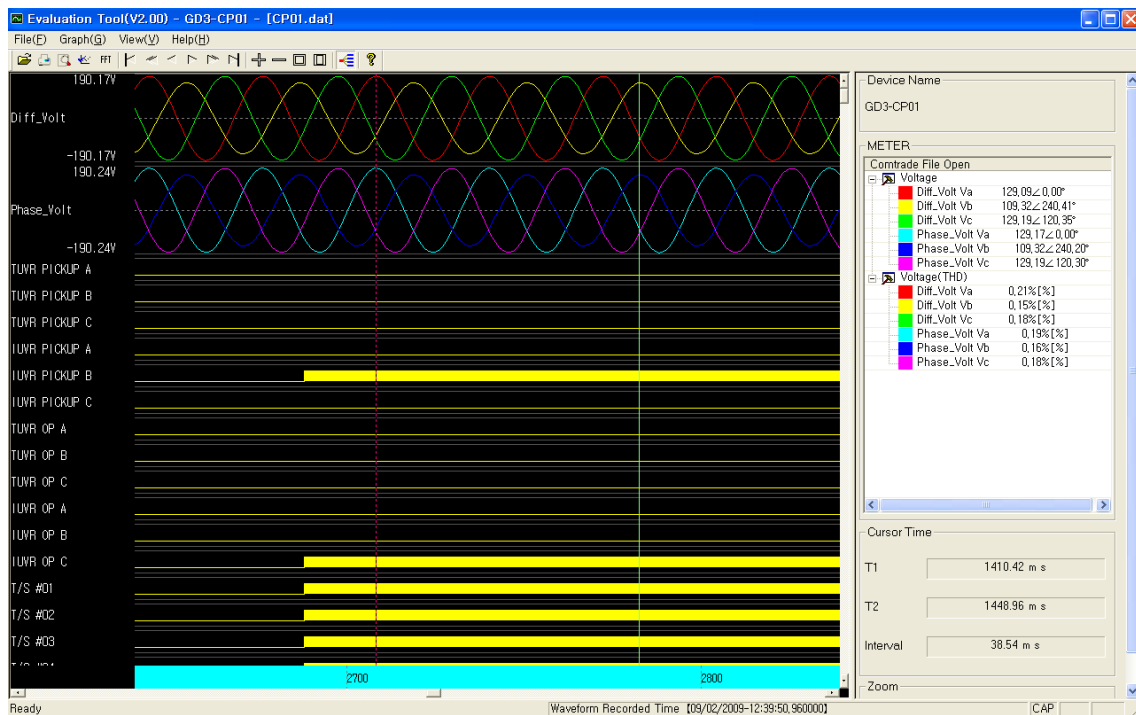 Evaluation Tool(V2.00) - GD3-CP01 - [CP01.dat]
File(F) Graph(G) View(V) Help(H)
FFT
190.17V
Diff_Volt
-190.17V
190.24V
Phase_Volt
-190.24V
TUVR PICKUP A
TUVR PICKUP B
TUVR PICKUP C
IUVR PICKUP A
IUVR PICKUP B
IUVR PICKUP C
TUVR OP A
TUVR OP B
TUVR OP C
IUVR OP A
IUVR OP B
IUVR OP C
T/S #01
T/S #02
T/S #03
2700 2800
Device Name
GD3-CP01
METER
Comtrade File Open
Voltage
Diff_Volt Va 129,09∠0,00°
Diff_Volt Vb 109,32∠240,41°
Diff_Volt Vc 129,19∠120,35°
Phase_Volt Va 129,17∠0,00°
Phase_Volt Vb 109,32∠240,20°
Phase_Volt Vc 129,19∠120,30°
Voltage(THD)
Diff_Volt Va 0,21%[%]
Diff_Volt Vb 0,15%[%]
Diff_Volt Vc 0,18%[%]
Phase_Volt Va 0,19%[%]
Phase_Volt Vb 0,16%[%]
Phase_Volt Vc 0,18%[%]
Cursor Time
T1 1410.42 m s
T2 1448.96 m s
Interval 38.54 m s
Zoom
Ready
Waveform Recorded Time [09/02/2009-12:39:50,960000]
CAP